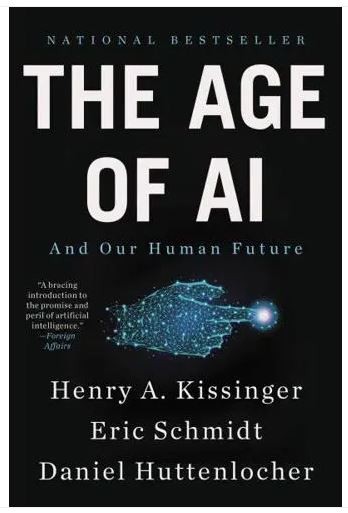 NATIONAL BESTSELLER
THE AGE
OF AI
And Our Human Future
"A bracing
introduction to
the promise and
peril of artificial
intelligence."
—Foreign
Affairs
Henry A. Kissinger
Eric Schmidt
Daniel Huttenlocher